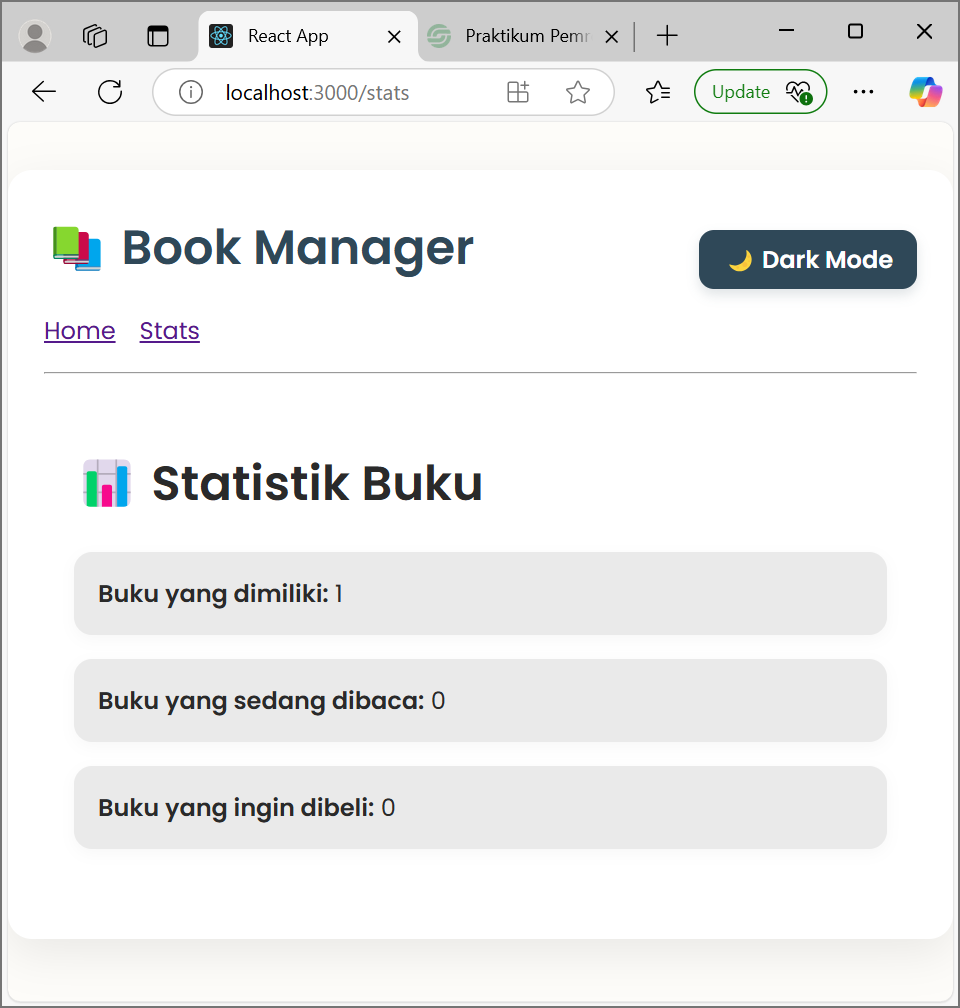 React App
Praktikum Pemr
localhost:3000/stats
Update
📚 Book Manager
🌙 Dark Mode
Home Stats
📊 Statistik Buku
Buku yang dimiliki: 1
Buku yang sedang dibaca: 0
Buku yang ingin dibeli: 0